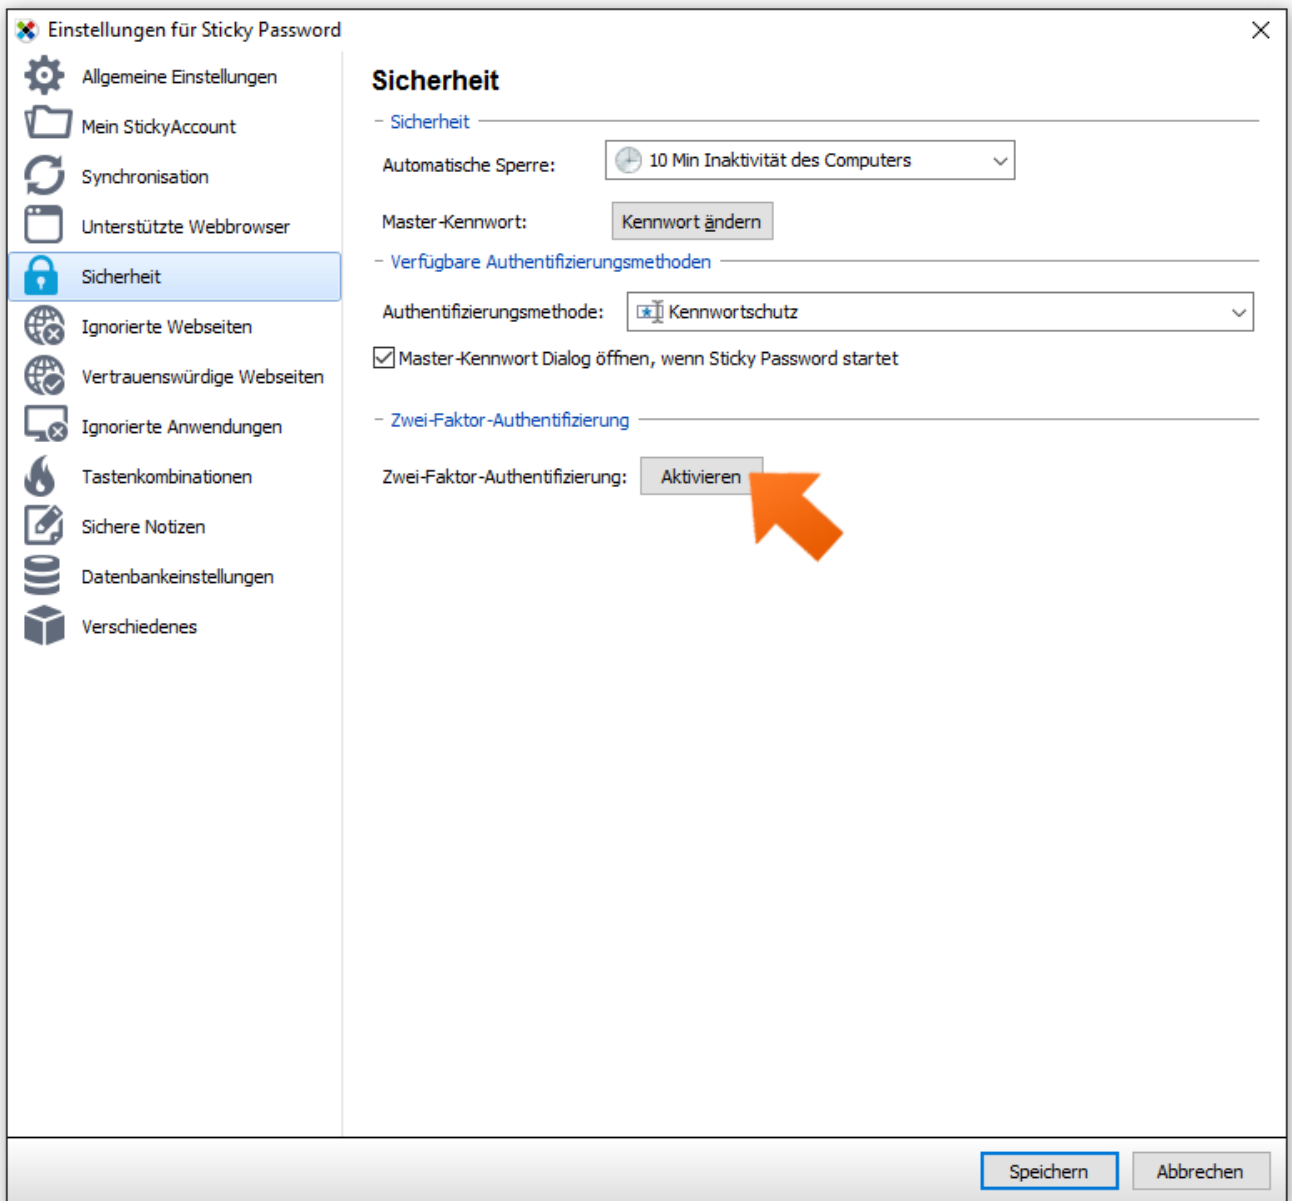 Einstellungen für Sticky Password
Allgemeine Einstellungen
Mein StickyAccount
Synchronisation
Unterstützte Webbrowser
Sicherheit
Ignorierte Webseiten
Vertrauenswürdige Webseiten
Ignorierte Anwendungen
Tastenkombinationen
Sichere Notizen
Datenbankeinstellungen
Verschiedenes
Sicherheit
Sicherheit
Automatische Sperre: 10 Min Inaktivität des Computers
Master-Kennwort: Kennwort ändern
Verfügbare Authentifizierungsmethoden
Authentifizierungsmethode: Kennwortschutz
Master-Kennwort Dialog öffnen, wenn Sticky Password startet
Zwei-Faktor-Authentifizierung
Zwei-Faktor-Authentifizierung: Aktivieren
Speichern Abbrechen